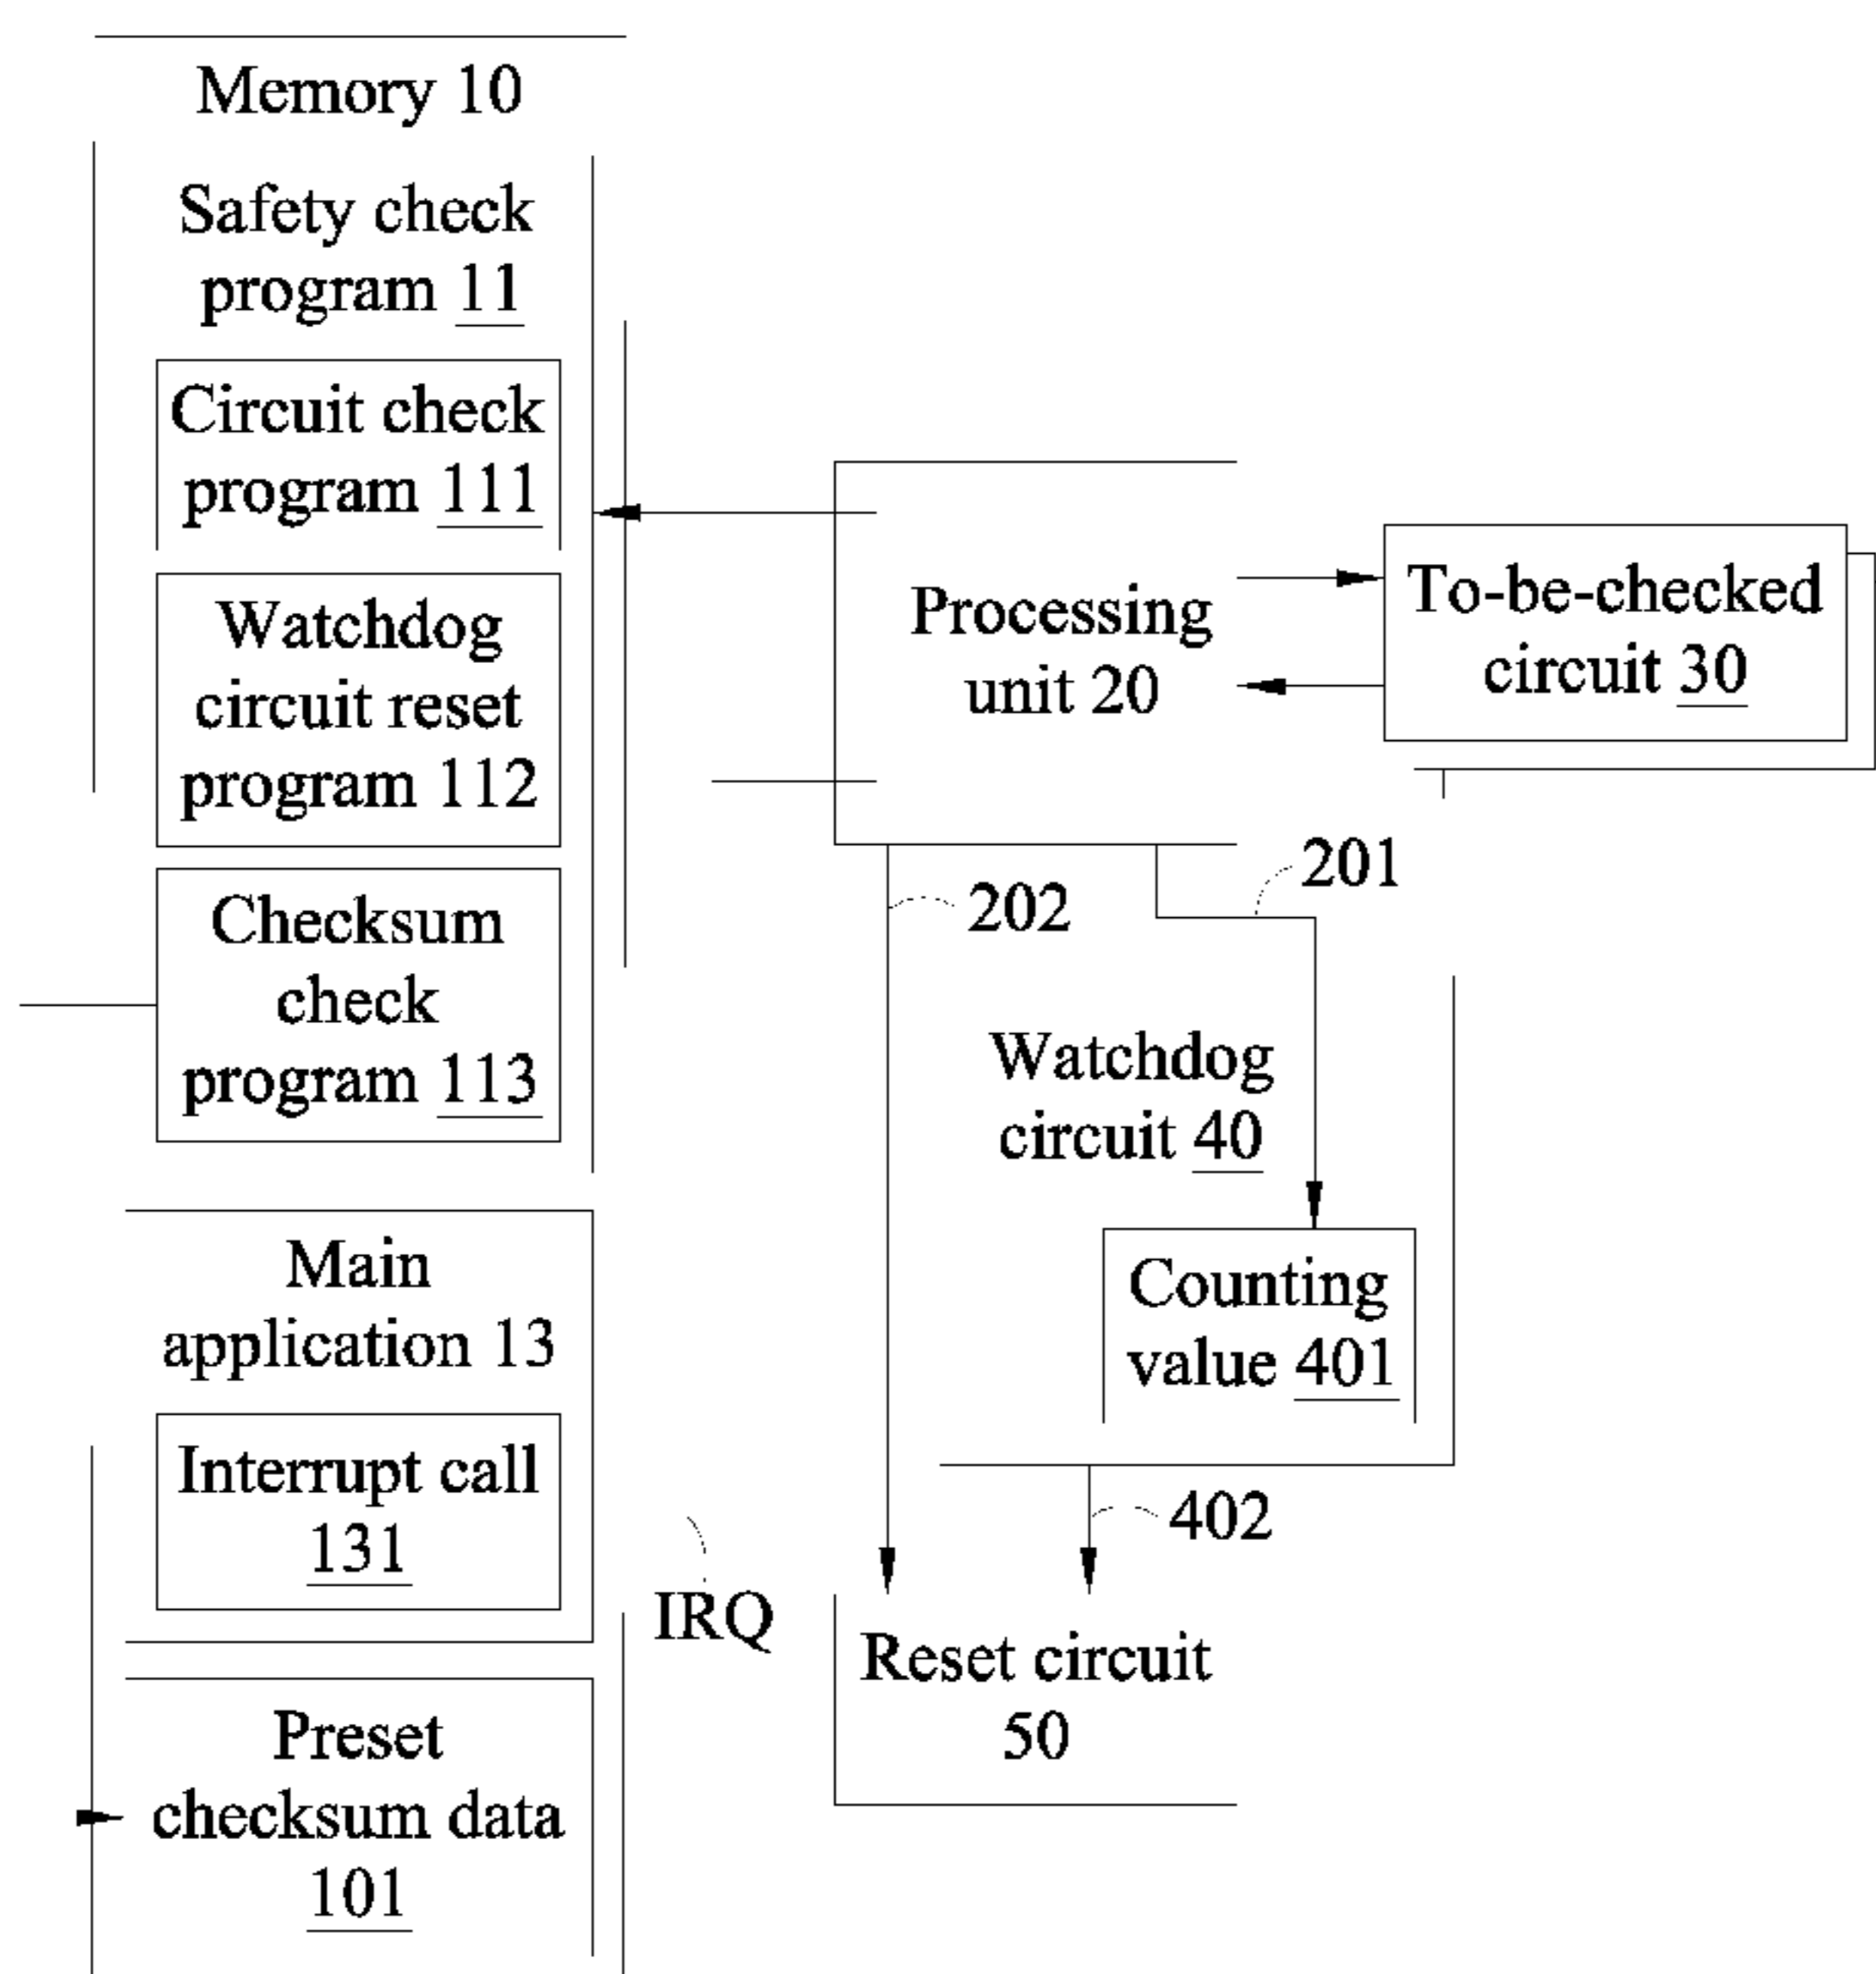 Memory 10
Safety check
program 11
Circuit check
program 111
Watchdog
circuit reset
program 112
Checksum
check
program 113
Main
application 13
Interrupt call
131
Preset
checksum data
101
IRQ
Processing
unit 20
To-be-checked
circuit 30
201
202
Watchdog
circuit 40
Counting
value 401
402
Reset circuit
50